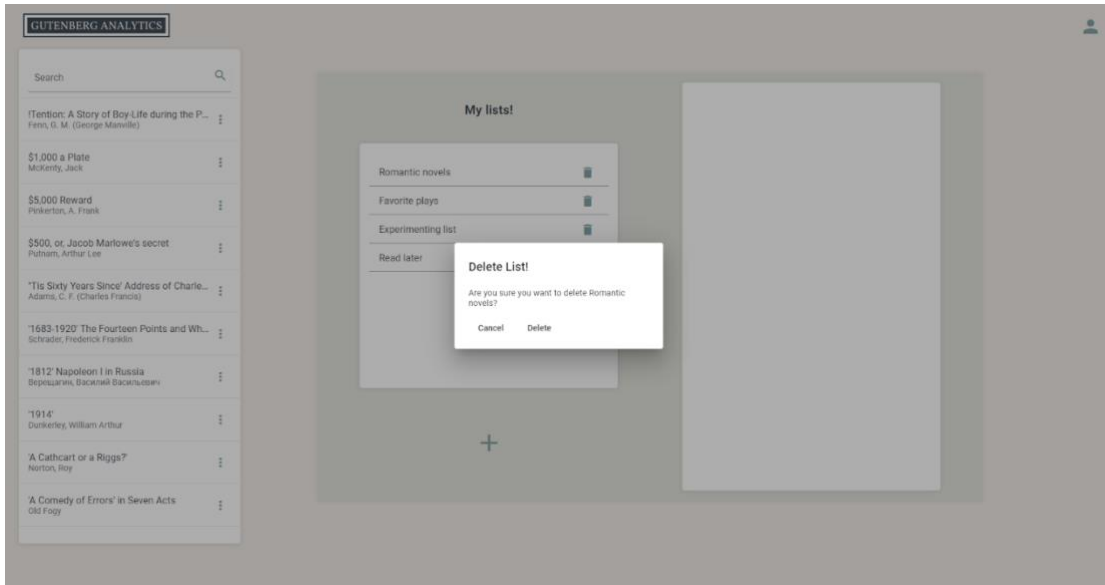 GUTENBERG ANALYTICS
Search
'Tention: A Story of Boy-Life during the P...
Fenn, G. M. (George Manville)
$1,000 a Plate
McKenty, Jack
$5,000 Reward
Pinkerton, A. Frank
$500, or, Jacob Marlowe's secret
Putnam, Arthur Lee
'Tis Sixty Years Since' Address of Charle...
Adams, C. F. (Charles Francis)
'1683-1920' The Fourteen Points and Wh...
Schrader, Frederick Franklin
'1812' Napoleon I in Russia
Верещагин, Василий Васильевич
'1914'
Dunkerley, William Arthur
'A Cathcart or a Riggs?'
Norton, Roy
'A Comedy of Errors' in Seven Acts
Old Fogy
My lists!
Romantic novels
Favorite plays
Experimenting list
Read later
Delete List!
Are you sure you want to delete Romantic
novels?
Cancel Delete